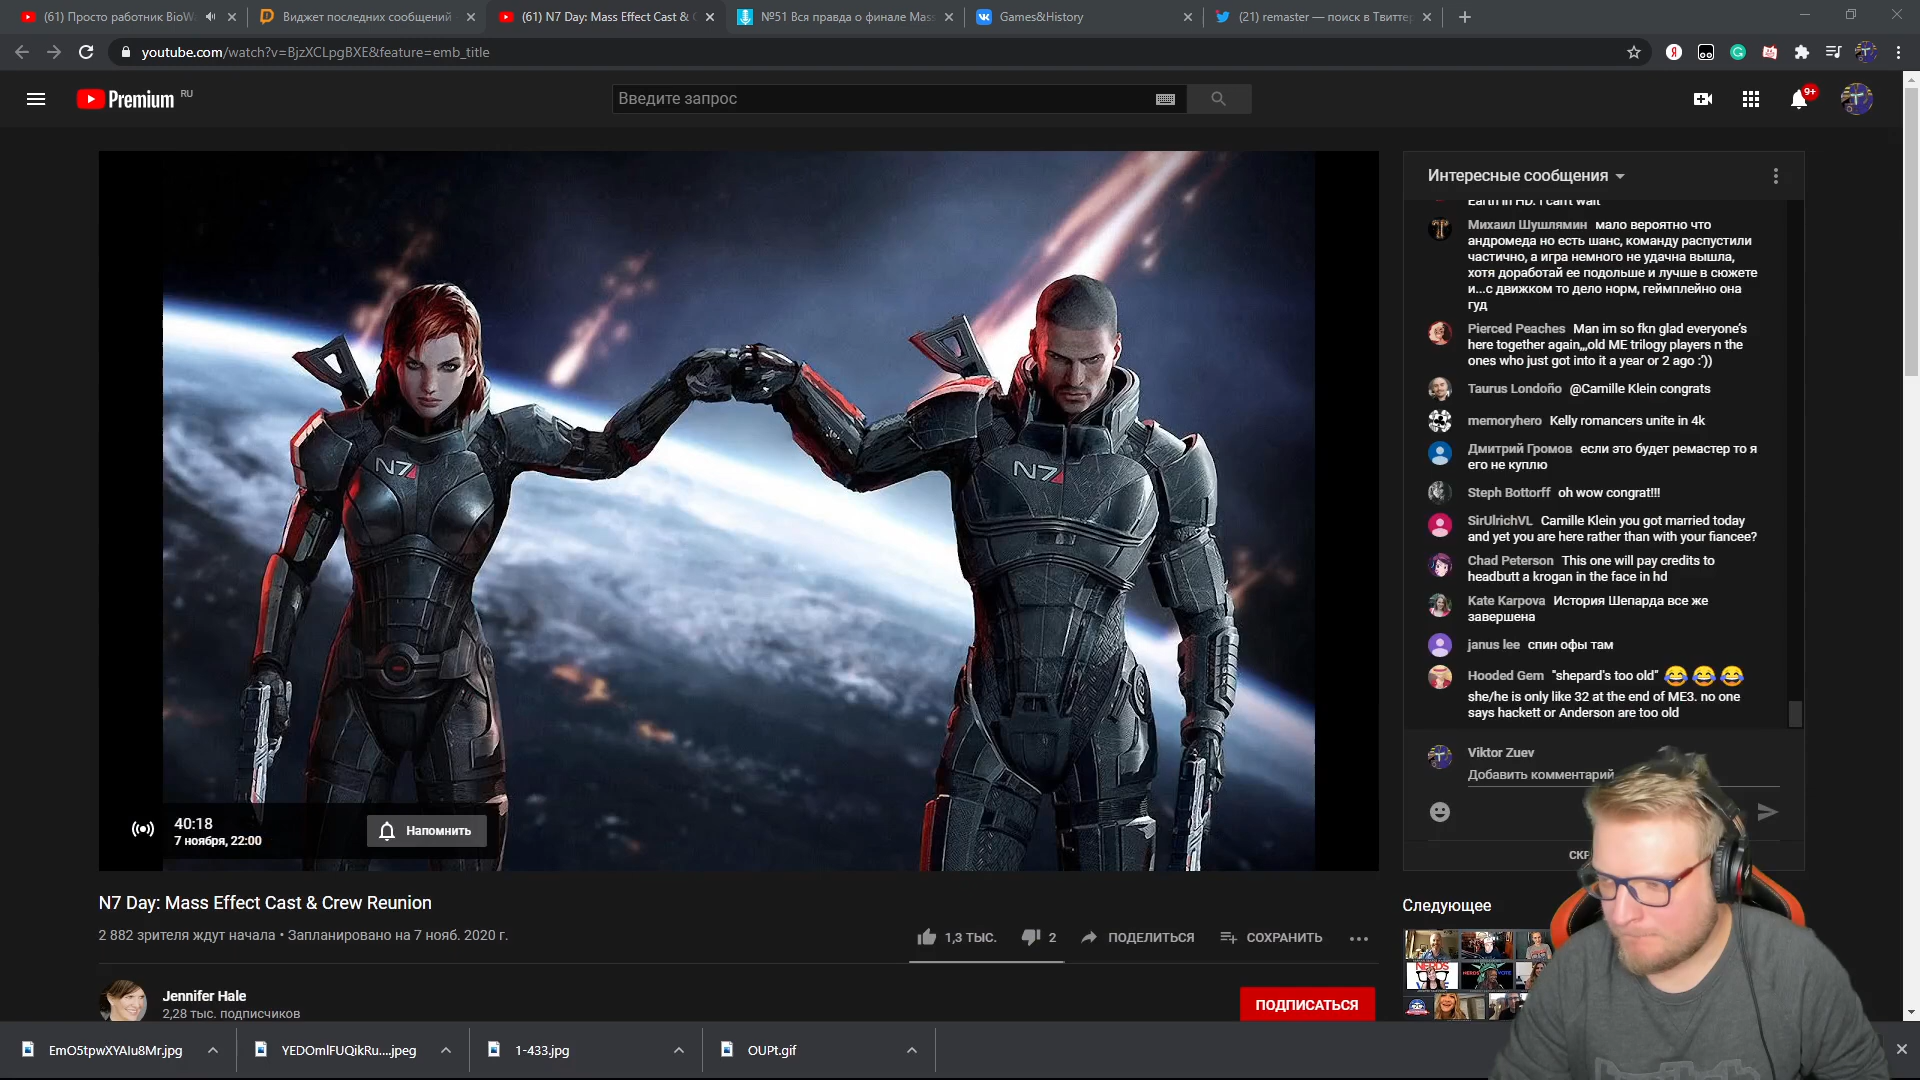 (61) Просто работник BioWa
Виджет последних сообщений
(61) N7 Day: Mass Effect Cast &
№51 Вся правда о финале Mass
Games&History
(21) remaster — поиск в Твиттер
youtube.com/watch?v=BjzXCLpgBXE&feature=emb_title
Premium RU
Введите запрос
9+
Интересные сообщения
Earth in HD. I can't wait
Михаил Шушлямин мало вероятно что
андромеда но есть шанс, команду распустили
частично, а игра немного не удачна вышла,
хотя доработай ее подольше и лучше в сюжете
и...с движком то дело норм, геймплейно она
гуд
Pierced Peaches Man im so fkn glad everyone's
here together again,,,old ME trilogy players n the
ones who just got into it a year or 2 ago :'))
Taurus Londoño @Camille Klein congrats
memoryhero Kelly romancers unite in 4k
Дмитрий Громов если это будет ремастер то я
его не куплю
Steph Bottorff oh wow congrat!!!
SirUlrichVL Camille Klein you got married today
and yet you are here rather than with your fiancee?
Chad Peterson This one will pay credits to
headbutt a krogan in the face in hd
Kate Karpova История Шепарда все же
завершена
janus lee спин офы там
Hooded Gem "shepard's too old" 😂😂😂
she/he is only like 32 at the end of ME3. no one
says hackett or Anderson are too old
Viktor Zuev
Добавить комментарий
СКР
N7
N7
40:18
7 ноября, 22:00
Напомнить
N7 Day: Mass Effect Cast & Crew Reunion
2 882 зрителя ждут начала • Запланировано на 7 нояб. 2020 г.
1,3 ТЫС.
2
ПОДЕЛИТЬСЯ
СОХРАНИТЬ
Следующее
Jennifer Hale
2,28 тыс. подписчиков
ПОДПИСАТЬСЯ
EmO5tpwXYAIu8Mr.jpg
YEDOmlFUQikRu....jpeg
1-433.jpg
OUPt.gif